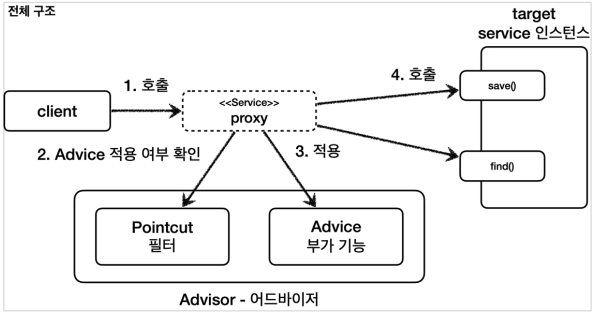 전체 구조
target
service 인스턴스
1. 호출
4. 호출
save()
client
<<Service>>
proxy
2. Advice 적용 여부 확인
3. 적용
find()
Pointcut
필터
Advice
부가 기능
Advisor - 어드바이저